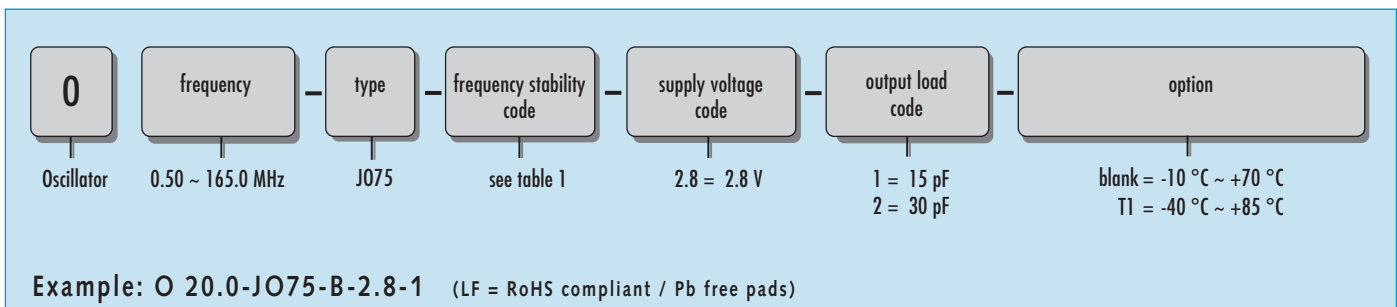 O
frequency
–
type
–
frequency stability
code
–
supply voltage
code
–
output load
code
–
option
Oscillator
0.50 ~ 165.0 MHz
JO75
see table 1
2.8 = 2.8 V
1 = 15 pF
2 = 30 pF
blank = -10 °C ~ +70 °C
T1 = -40 °C ~ +85 °C
Example: O 20.0-JO75-B-2.8-1 (LF = RoHS compliant / Pb free pads)